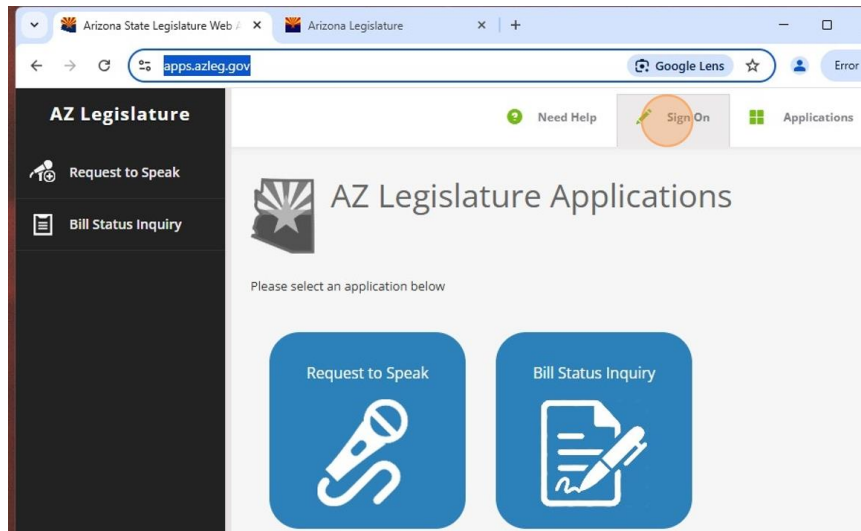 Arizona State Legislature Web A
Arizona Legislature
apps.azleg.gov
Google Lens
Error
AZ Legislature
Need Help
Sign On
Applications
Request to Speak
Bill Status Inquiry
AZ Legislature Applications
Please select an application below
Request to Speak
Bill Status Inquiry